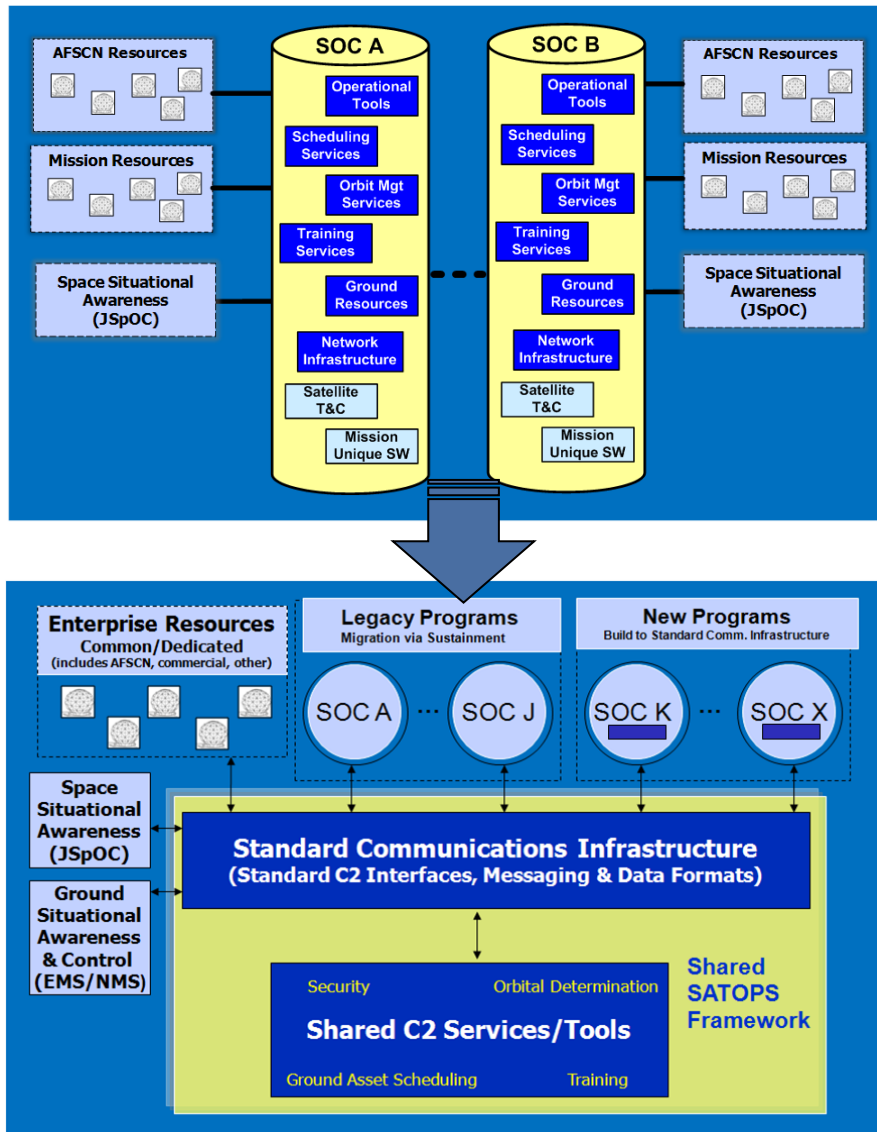 SOC A
SOC B
AFSCN Resources
Mission Resources
Space Situational
Awareness
(JSpOC)
Operational
Tools
Scheduling
Services
Orbit Mgt
Services
Training
Services
Ground
Resources
Network
Infrastructure
Satellite
T&C
Mission
Unique SW
Operational
Tools
Scheduling
Services
Orbit Mgt
Services
Training
Services
Ground
Resources
Network
Infrastructure
Satellite
T&C
Mission
Unique SW
AFSCN Resources
Mission Resources
Space Situational
Awareness
(JSpOC)
Enterprise Resources
Common/Dedicated
(includes AFSCN, commercial, other)
Legacy Programs
Migration via Sustainment
SOC A
...
SOC J
New Programs
Build to Standard Comm. Infrastructure
SOC K
...
SOC X
Space
Situational
Awareness
(JSpOC)
Ground
Situational
Awareness
& Control
(EMS/NMS)
Standard Communications Infrastructure
(Standard C2 Interfaces, Messaging & Data Formats)
Security
Orbital Determination
Shared C2 Services/Tools
Ground Asset Scheduling
Training
Shared
SATOPS
Framework